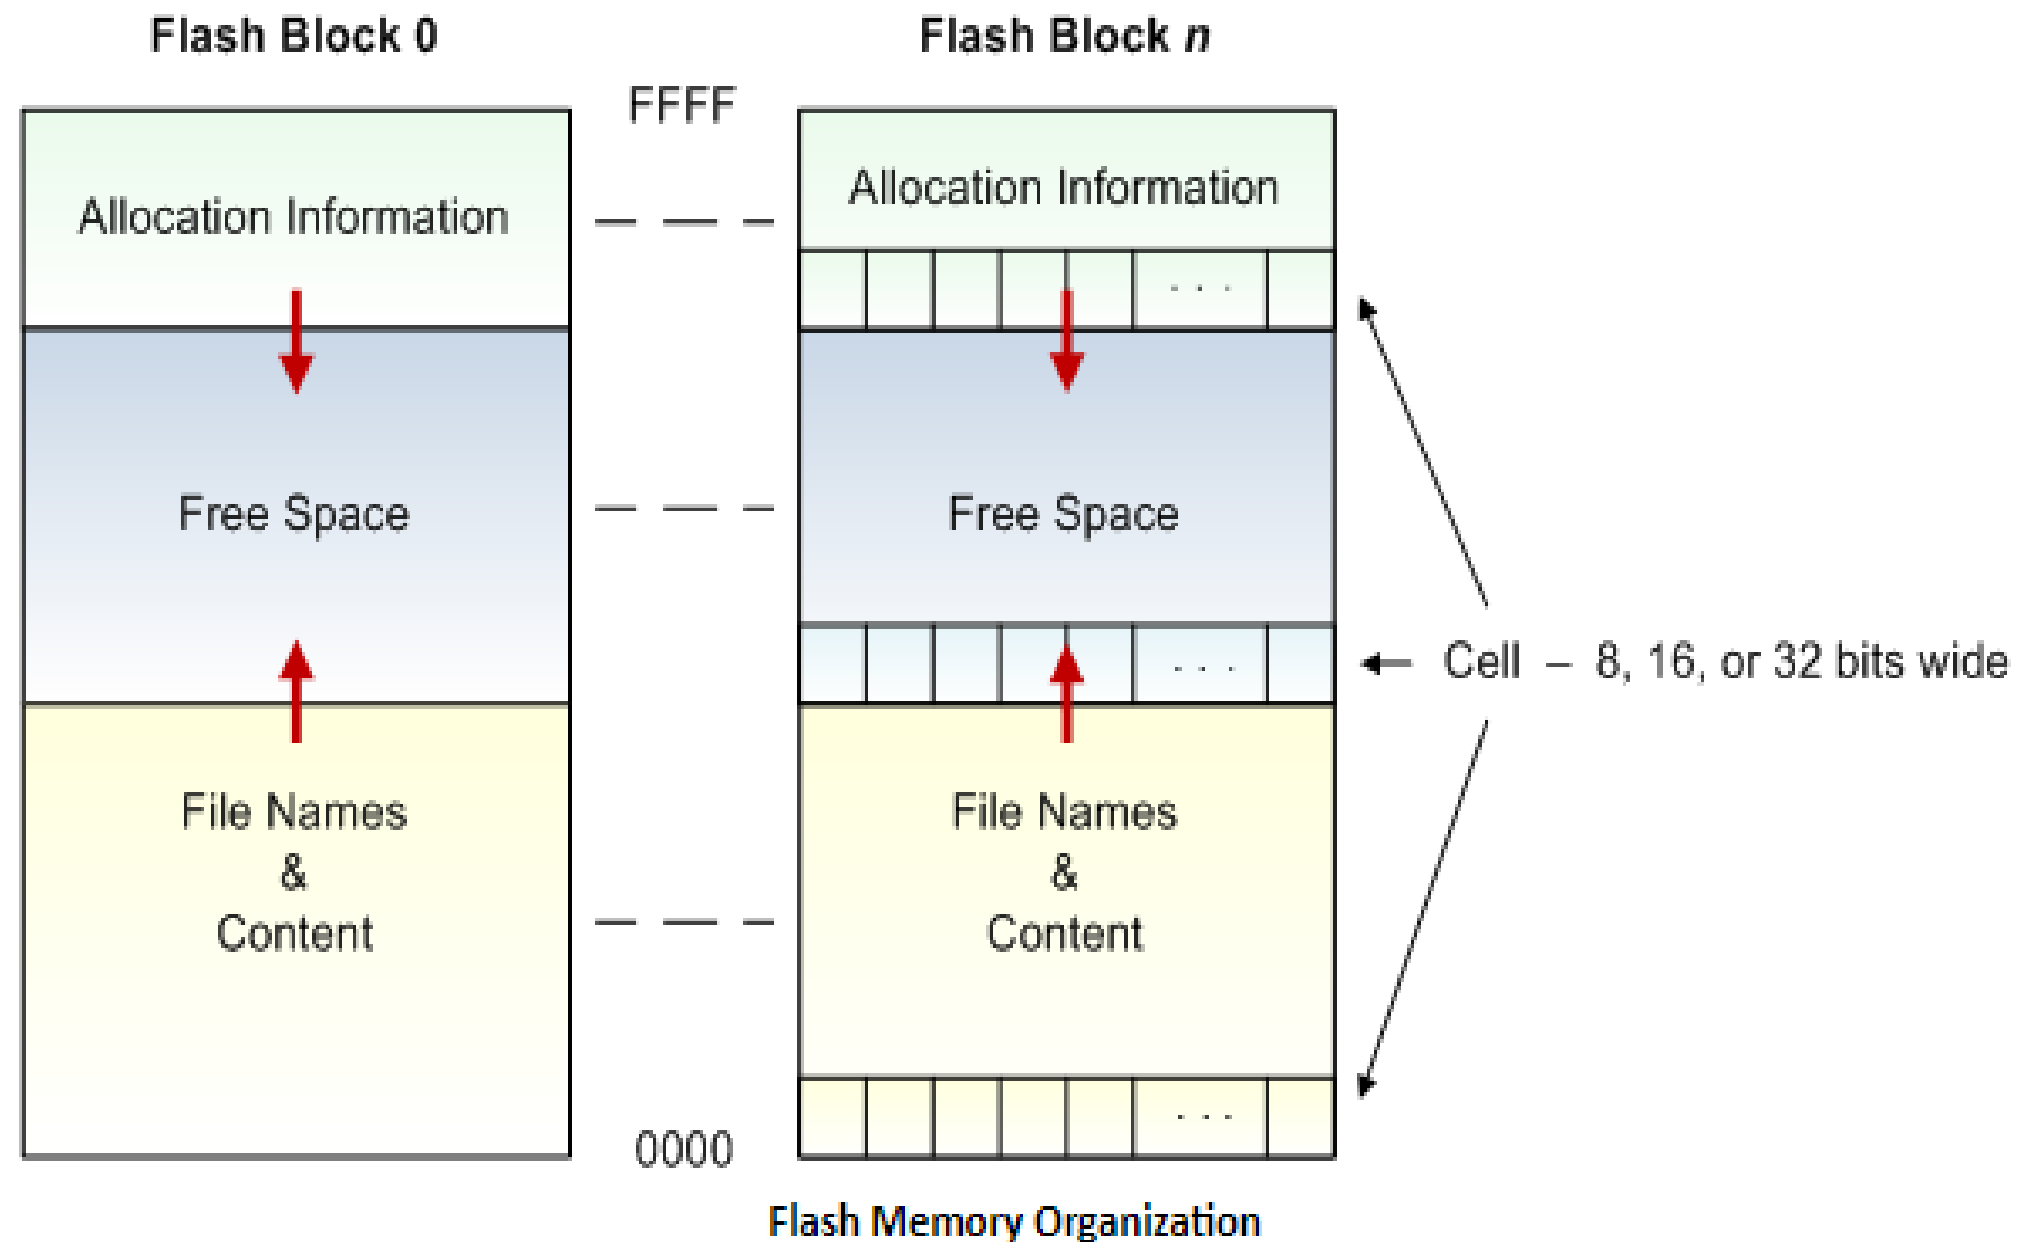 Flash Block 0
Flash Block n
FFFF
Allocation Information
Allocation Information
. . .
Free Space
Free Space
. . .
Cell – 8, 16, or 32 bits wide
File Names
&
Content
File Names
&
Content
. . .
0000
Flash Memory Organization